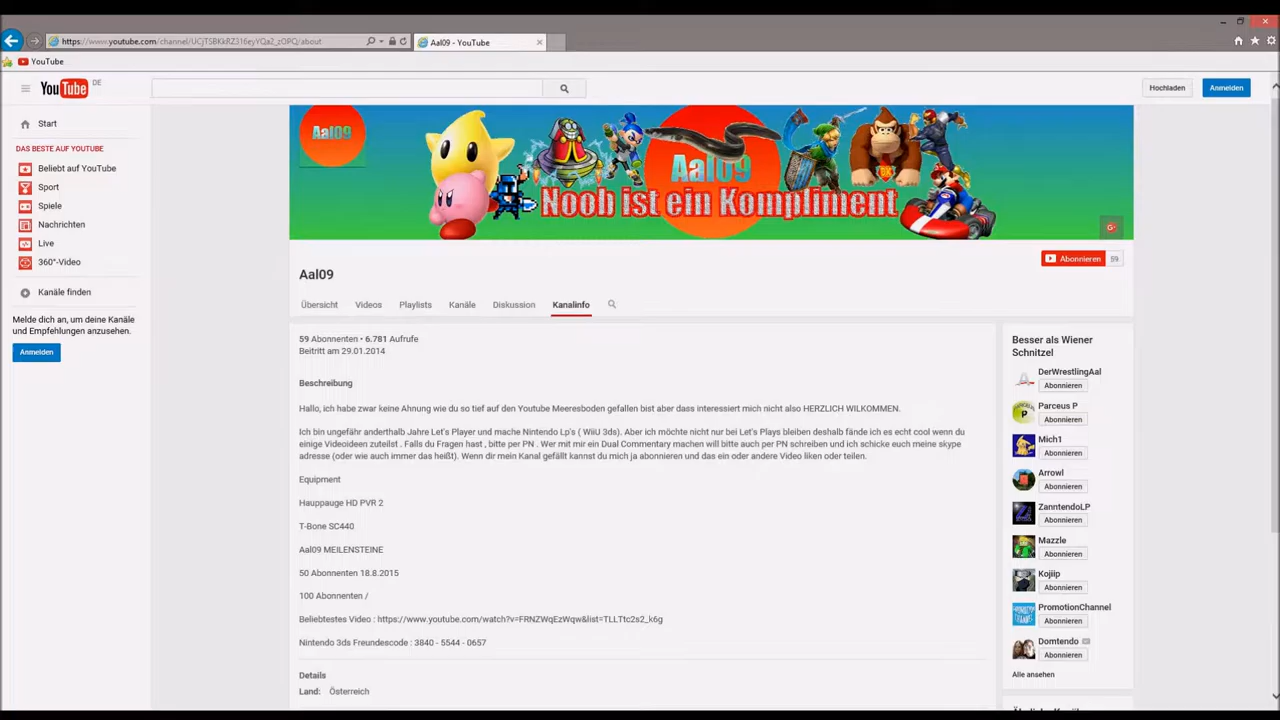 https://www.youtube.com/channel/UCjT5BKkRZ316eyYQa2_zOPQ/about
Aal09 - YouTube
YouTube
YouTube DE
Hochladen
Anmelden
Start
DAS BESTE AUF YOUTUBE
Beliebt auf YouTube
Sport
Spiele
Nachrichten
Live
360°-Video
Kanäle finden
Melde dich an, um deine Kanäle
und Empfehlungen anzusehen.
Anmelden
Aal09
Aal09
Noob ist ein Kompliment
Aal09
Abonnieren 59
Übersicht Videos Playlists Kanäle Diskussion Kanalinfo
59 Abonnenten • 6.781 Aufrufe
Beitritt am 29.01.2014
Beschreibung
Hallo, ich habe zwar keine Ahnung wie du so tief auf den Youtube Meeresboden gefallen bist aber dass interessiert mich nicht also HERZLICH WILKOMMEN.
Ich bin ungefähr anderthalb Jahre Let's Player und mache Nintendo Lp's ( WiiU 3ds). Aber ich möchte nicht nur bei Let's Plays bleiben deshalb fände ich es echt cool wenn du
einige Videoideen zuteilst . Falls du Fragen hast , bitte per PN . Wer mit mir ein Dual Commentary machen will bitte auch per PN schreiben und ich schicke euch meine skype
adresse (oder wie auch immer das heißt). Wenn dir mein Kanal gefällt kannst du mich ja abonnieren und das ein oder andere Video liken oder teilen.
Equipment
Hauppauge HD PVR 2
T-Bone SC440
Aal09 MEILENSTEINE
50 Abonnenten 18.8.2015
100 Abonnenten /
Beliebtestes Video : https://www.youtube.com/watch?v=FRNZWqEzWqw&list=TLLTtc2s2_k6g
Nintendo 3ds Freundescode : 3840 - 5544 - 0657
Details
Land: Österreich
Besser als Wiener
Schnitzel
DerWrestlingAal
Abonnieren
Parceus P
Abonnieren
Mich1
Abonnieren
Arrowl
Abonnieren
ZanntendoLP
Abonnieren
Mazzle
Abonnieren
Kojiip
Abonnieren
PromotionChannel
Abonnieren
Domtendo
Abonnieren
Alle ansehen